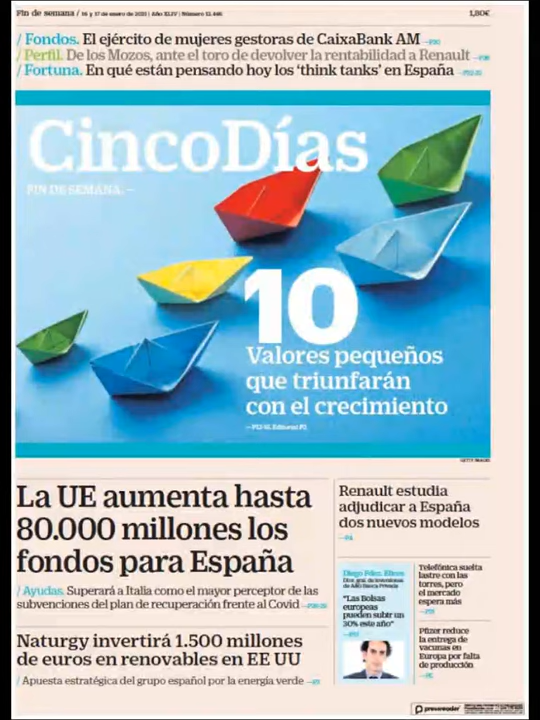 Fin de semana / 16 y 17 de enero de 2021 | Año XLIV | Número 12.446
1,80€
/ Fondos. El ejército de mujeres gestoras de CaixaBank AM
/ Perfil. De los Mozos, ante el toro de devolver la rentabilidad a Renault
/ Fortuna. En qué están pensando hoy los ‘think tanks’ en España
CincoDías
FIN DE SEMANA
10
Valores pequeños
que triunfarán
con el crecimiento
GETTY IMAGES
La UE aumenta hasta
80.000 millones los
fondos para España
/ Ayudas. Superará a Italia como el mayor perceptor de las
subvenciones del plan de recuperación frente al Covid
Naturgy invertirá 1.500 millones
de euros en renovables en EE UU
/ Apuesta estratégica del grupo español por la energía verde
Renault estudia
adjudicar a España
dos nuevos modelos
Diego Fdez. Elices
"Las Bolsas
europeas
pueden subir un
30% este año"
Telefónica suelta
lastre con las
torres, pero
el mercado
espera más
Pfizer reduce
la entrega de
vacunas en
Europa por falta
de producción
pressreader